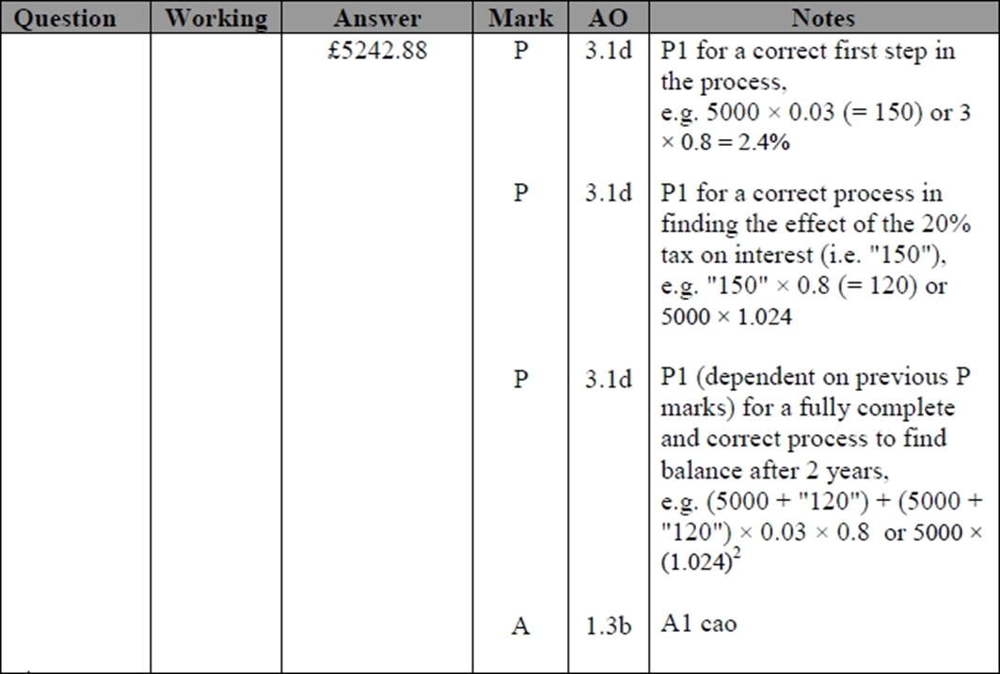 Question Working Answer Mark AO Notes
£5242.88 P 3.1d P1 for a correct first step in
the process,
e.g. 5000 × 0.03 (= 150) or 3
× 0.8 = 2.4%
P 3.1d P1 for a correct process in
finding the effect of the 20%
tax on interest (i.e. "150"),
e.g. "150" × 0.8 (= 120) or
5000 × 1.024
P 3.1d P1 (dependent on previous P
marks) for a fully complete
and correct process to find
balance after 2 years,
e.g. (5000 + "120") + (5000 +
"120") × 0.03 × 0.8 or 5000 ×
(1.024)²
A 1.3b A1 cao